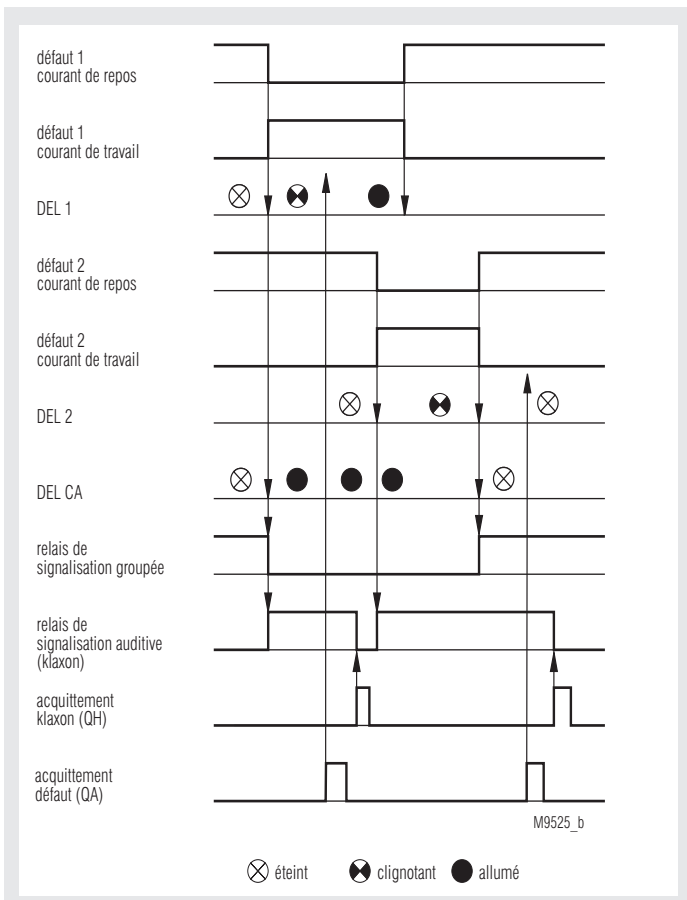 défaut 1
courant de repos
défaut 1
courant de travail
DEL 1
défaut 2
courant de repos
défaut 2
courant de travail
DEL 2
DEL CA
relais de
signalisation groupée
relais de
signalisation auditive
(klaxon)
acquittement
klaxon (QH)
acquittement
défaut (QA)
M9525_b
éteint clignotant allumé